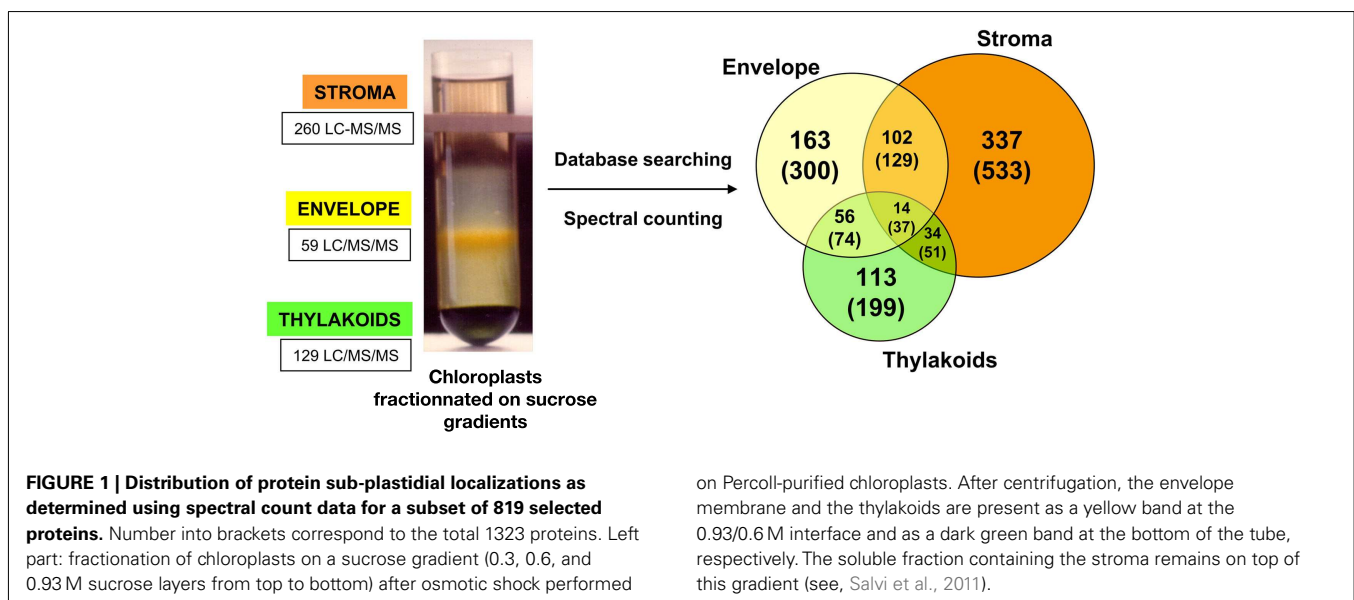 STROMA
260 LC-MS/MS
ENVELOPE
59 LC/MS/MS
THYLAKOIDS
129 LC/MS/MS
Chloroplasts
fractionnated on sucrose
gradients
Database searching
Spectral counting
Envelope
Stroma
163
(300)
102
(129)
337
(533)
56
(74)
14
(37)
34
(51)
113
(199)
Thylakoids
FIGURE 1 | Distribution of protein sub-plastidial localizations as
determined using spectral count data for a subset of 819 selected
proteins. Number into brackets correspond to the total 1323 proteins. Left
part: fractionation of chloroplasts on a sucrose gradient (0.3, 0.6, and
0.93 M sucrose layers from top to bottom) after osmotic shock performed
on Percoll-purified chloroplasts. After centrifugation, the envelope
membrane and the thylakoids are present as a yellow band at the
0.93/0.6 M interface and as a dark green band at the bottom of the tube,
respectively. The soluble fraction containing the stroma remains on top of
this gradient (see, Salvi et al., 2011).